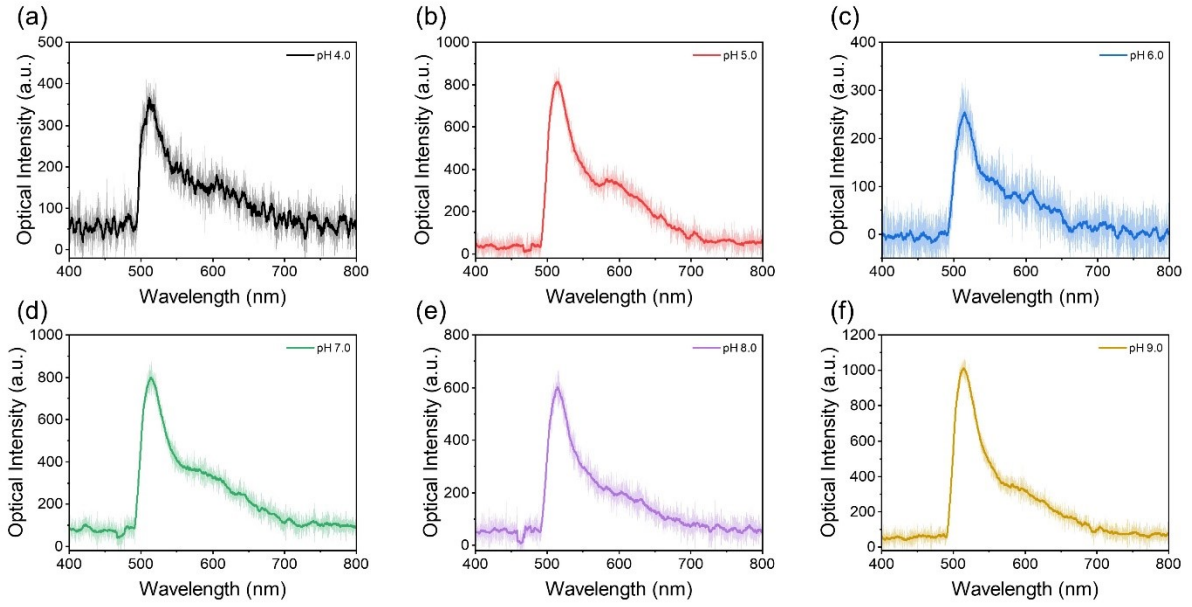 (a)
pH 4.0
Optical Intensity (a.u.)
500
400
300
200
100
0
400 500 600 700 800
Wavelength (nm)
(b)
pH 5.0
Optical Intensity (a.u.)
1000
800
600
400
200
0
400 500 600 700 800
Wavelength (nm)
(c)
pH 6.0
Optical Intensity (a.u.)
400
300
200
100
0
400 500 600 700 800
Wavelength (nm)
(d)
pH 7.0
Optical Intensity (a.u.)
1000
800
600
400
200
0
400 500 600 700 800
Wavelength (nm)
(e)
pH 8.0
Optical Intensity (a.u.)
800
600
400
200
0
400 500 600 700 800
Wavelength (nm)
(f)
pH 9.0
Optical Intensity (a.u.)
1200
1000
800
600
400
200
0
400 500 600 700 800
Wavelength (nm)